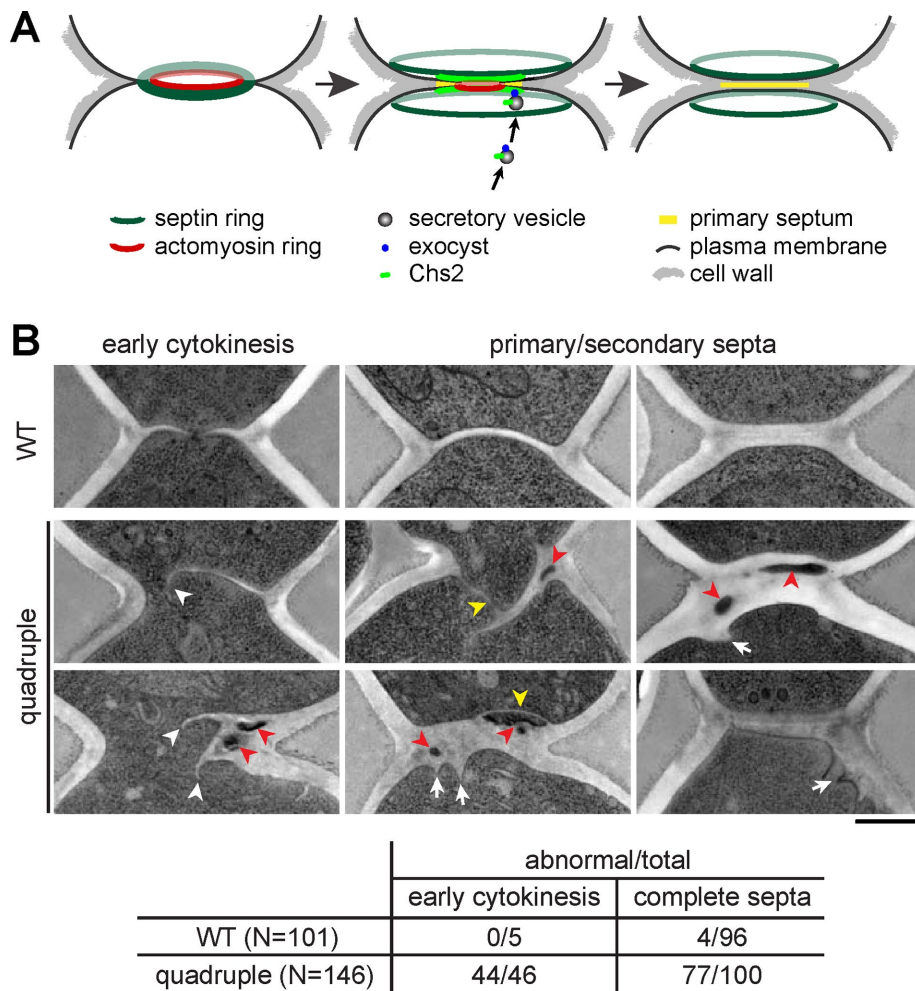 A
septin ring
actomyosin ring
secretory vesicle
exocyst
Chs2
primary septum
plasma membrane
cell wall
B
early cytokinesis
primary/secondary septa
WT
quadruple
abnormal/total
early cytokinesis
complete septa
WT (N=101)
0/5
4/96
quadruple (N=146)
44/46
77/100